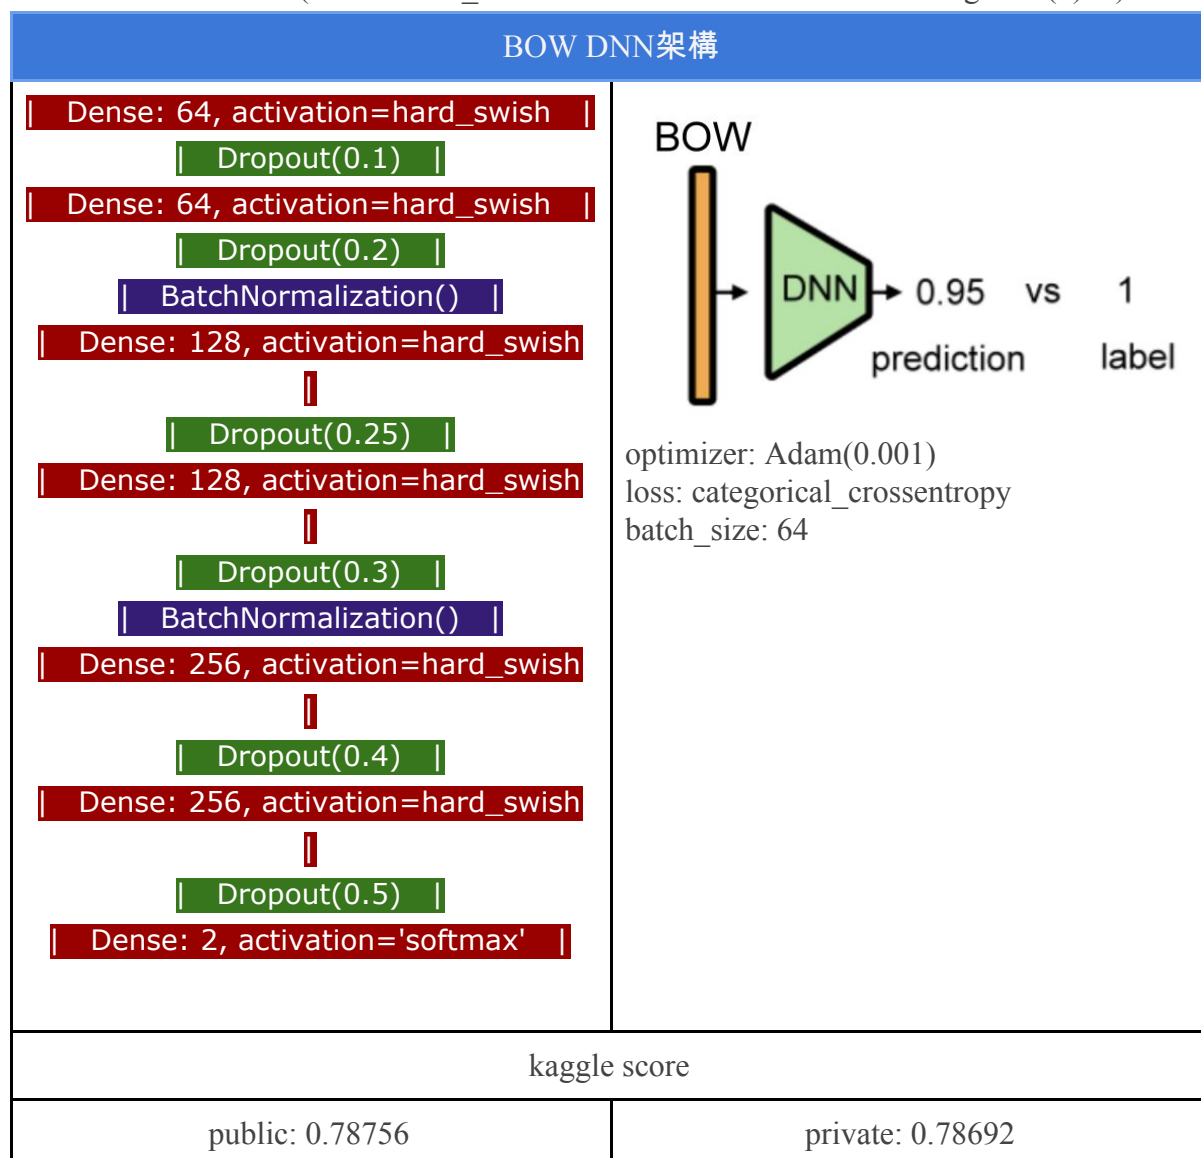 BOW DNN架構
| Dense: 64, activation=hard_swish |
| Dropout(0.1) |
| Dense: 64, activation=hard_swish |
| Dropout(0.2) |
| BatchNormalization() |
| Dense: 128, activation=hard_swish
|
| Dropout(0.25) |
| Dense: 128, activation=hard_swish
|
| Dropout(0.3) |
| BatchNormalization() |
| Dense: 256, activation=hard_swish
|
| Dropout(0.4) |
| Dense: 256, activation=hard_swish
|
| Dropout(0.5) |
| Dense: 2, activation='softmax' |
BOW
DNN 0.95 vs 1
prediction label
optimizer: Adam(0.001)
loss: categorical_crossentropy
batch_size: 64
kaggle score
public: 0.78756
private: 0.78692